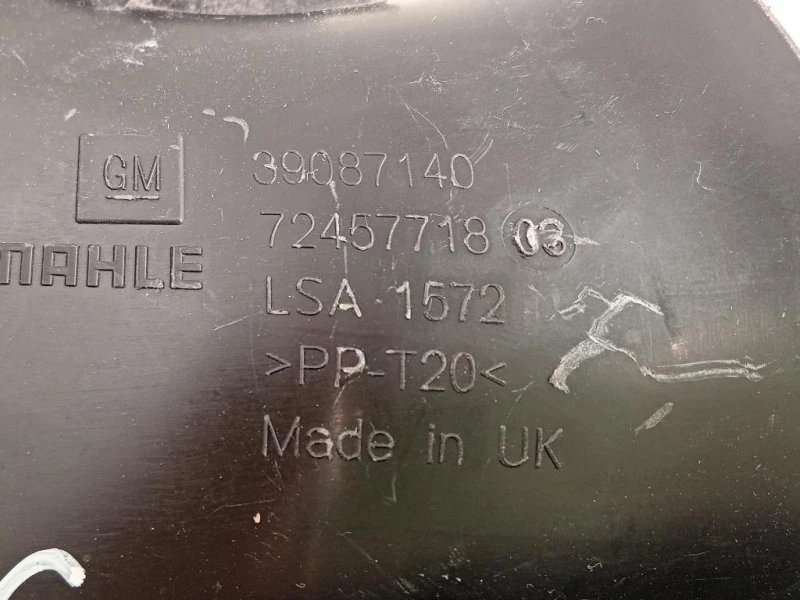 GM 39087140
72457718 03
MAHLE
LSA 1572
>PP-T20<
Made in UK